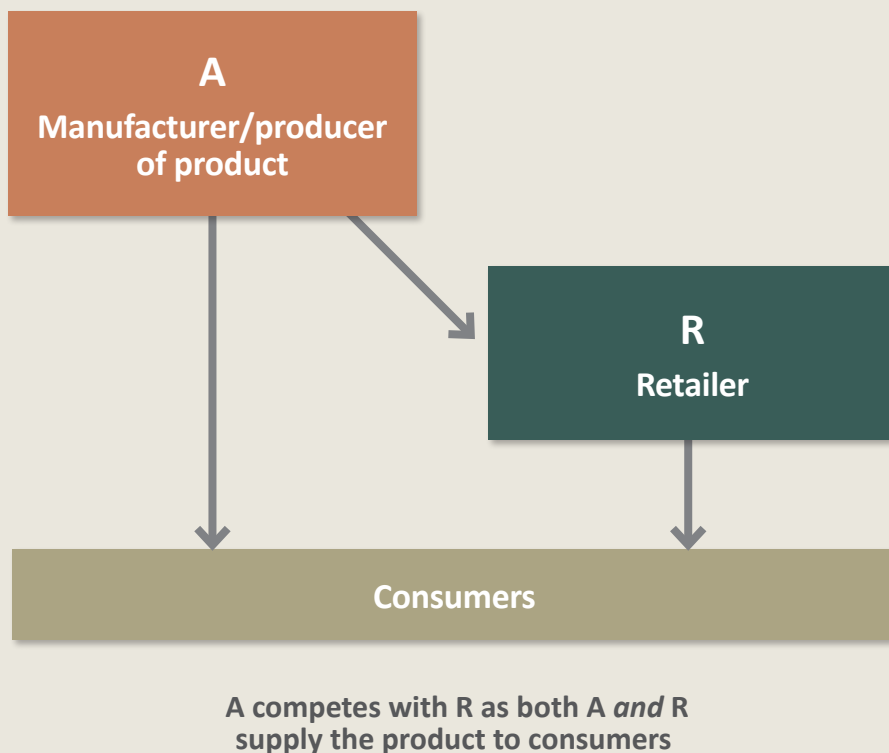 A
Manufacturer/producer
of product
R
Retailer
Consumers
A competes with R as both A and R
supply the product to consumers